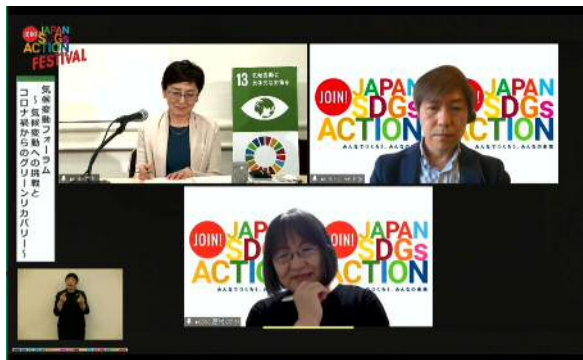 JOIN!
JAPAN
SDGs
ACTION
FESTIVAL
気候変動フォーラム
〜気候変動への挑戦と
コロナ禍からのグリーンリカバリー〜
13 気候変動に
具体的な対策を
JOIN!
JAPAN
SDGs
ACTION
みんなでつくろう、みんなの未来。
JOIN!
JAPAN
SDGs
ACTION
みんなでつくろう、みんなの未来。